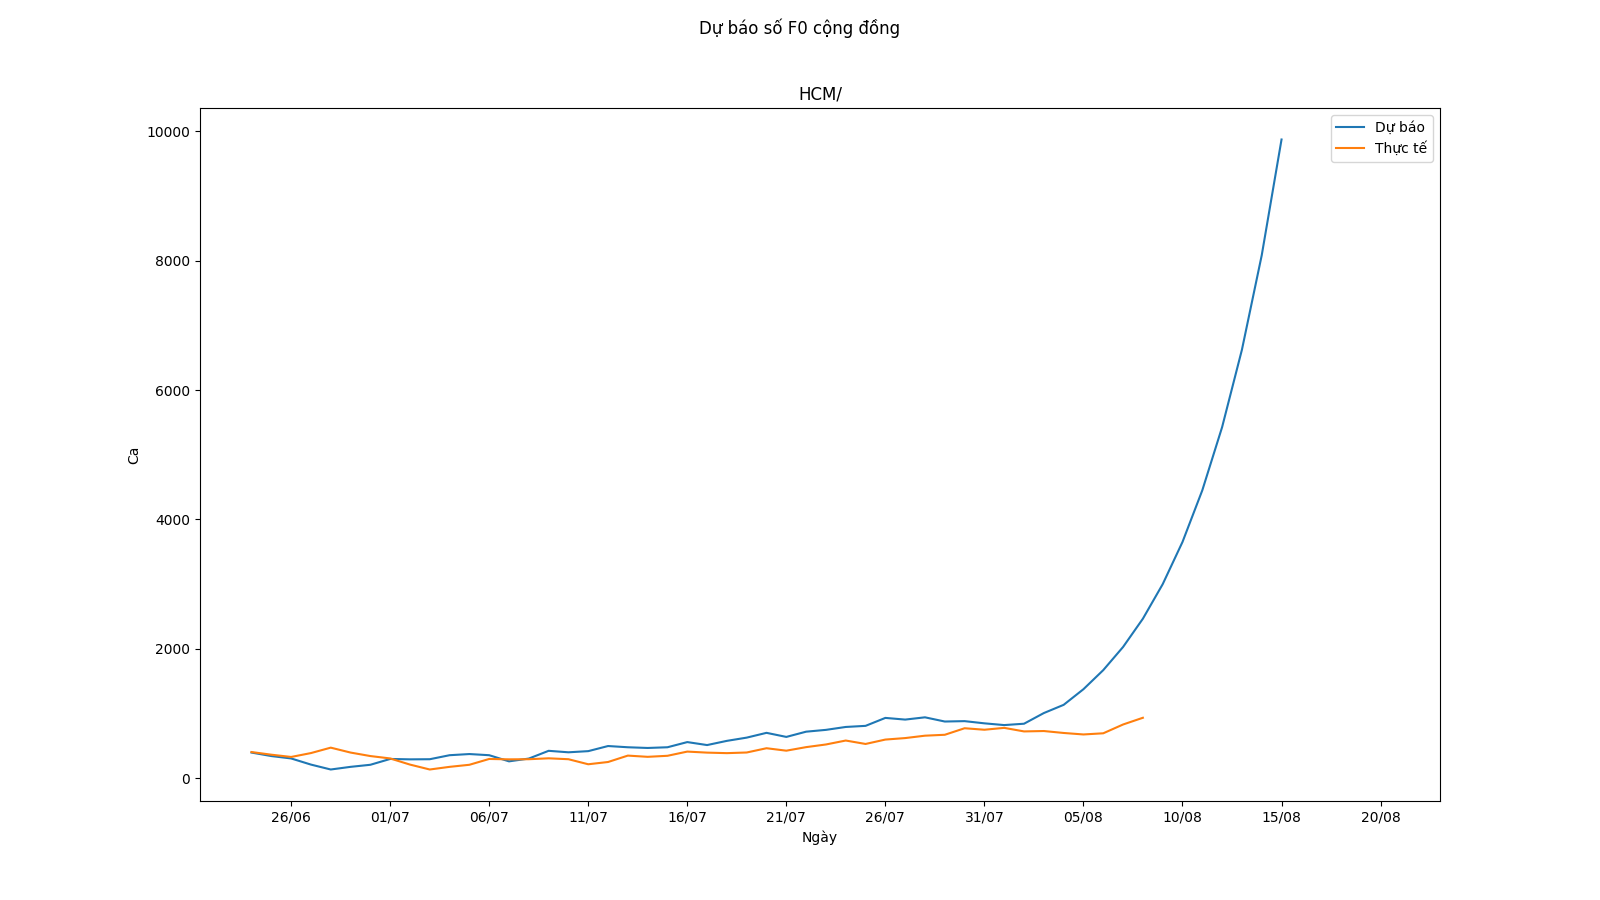 Dự báo số F0 cộng đồng
HCM/
Dự báo
Thực tế
10000
8000
6000
4000
2000
0
Ca
26/06 01/07 06/07 11/07 16/07 21/07 26/07 31/07 05/08 10/08 15/08 20/08
Ngày